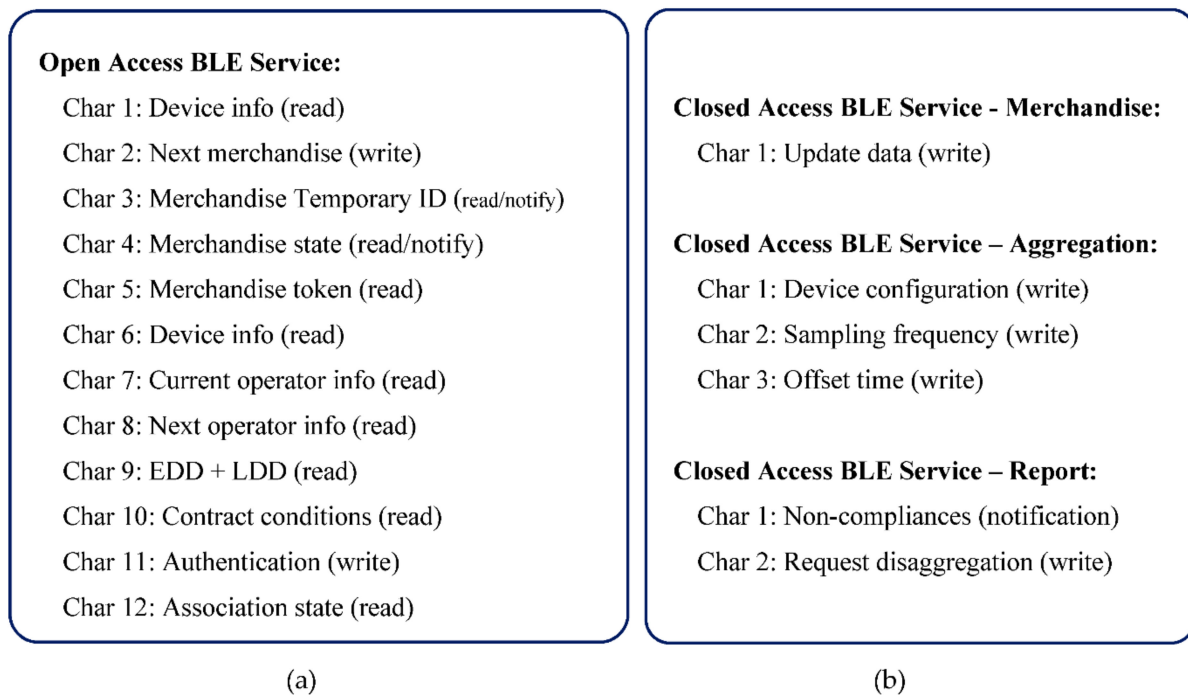 Open Access BLE Service:
Char 1: Device info (read)
Char 2: Next merchandise (write)
Char 3: Merchandise Temporary ID (read/notify)
Char 4: Merchandise state (read/notify)
Char 5: Merchandise token (read)
Char 6: Device info (read)
Char 7: Current operator info (read)
Char 8: Next operator info (read)
Char 9: EDD + LDD (read)
Char 10: Contract conditions (read)
Char 11: Authentication (write)
Char 12: Association state (read)
(a)
Closed Access BLE Service - Merchandise:
Char 1: Update data (write)
Closed Access BLE Service – Aggregation:
Char 1: Device configuration (write)
Char 2: Sampling frequency (write)
Char 3: Offset time (write)
Closed Access BLE Service – Report:
Char 1: Non-compliances (notification)
Char 2: Request disaggregation (write)
(b)